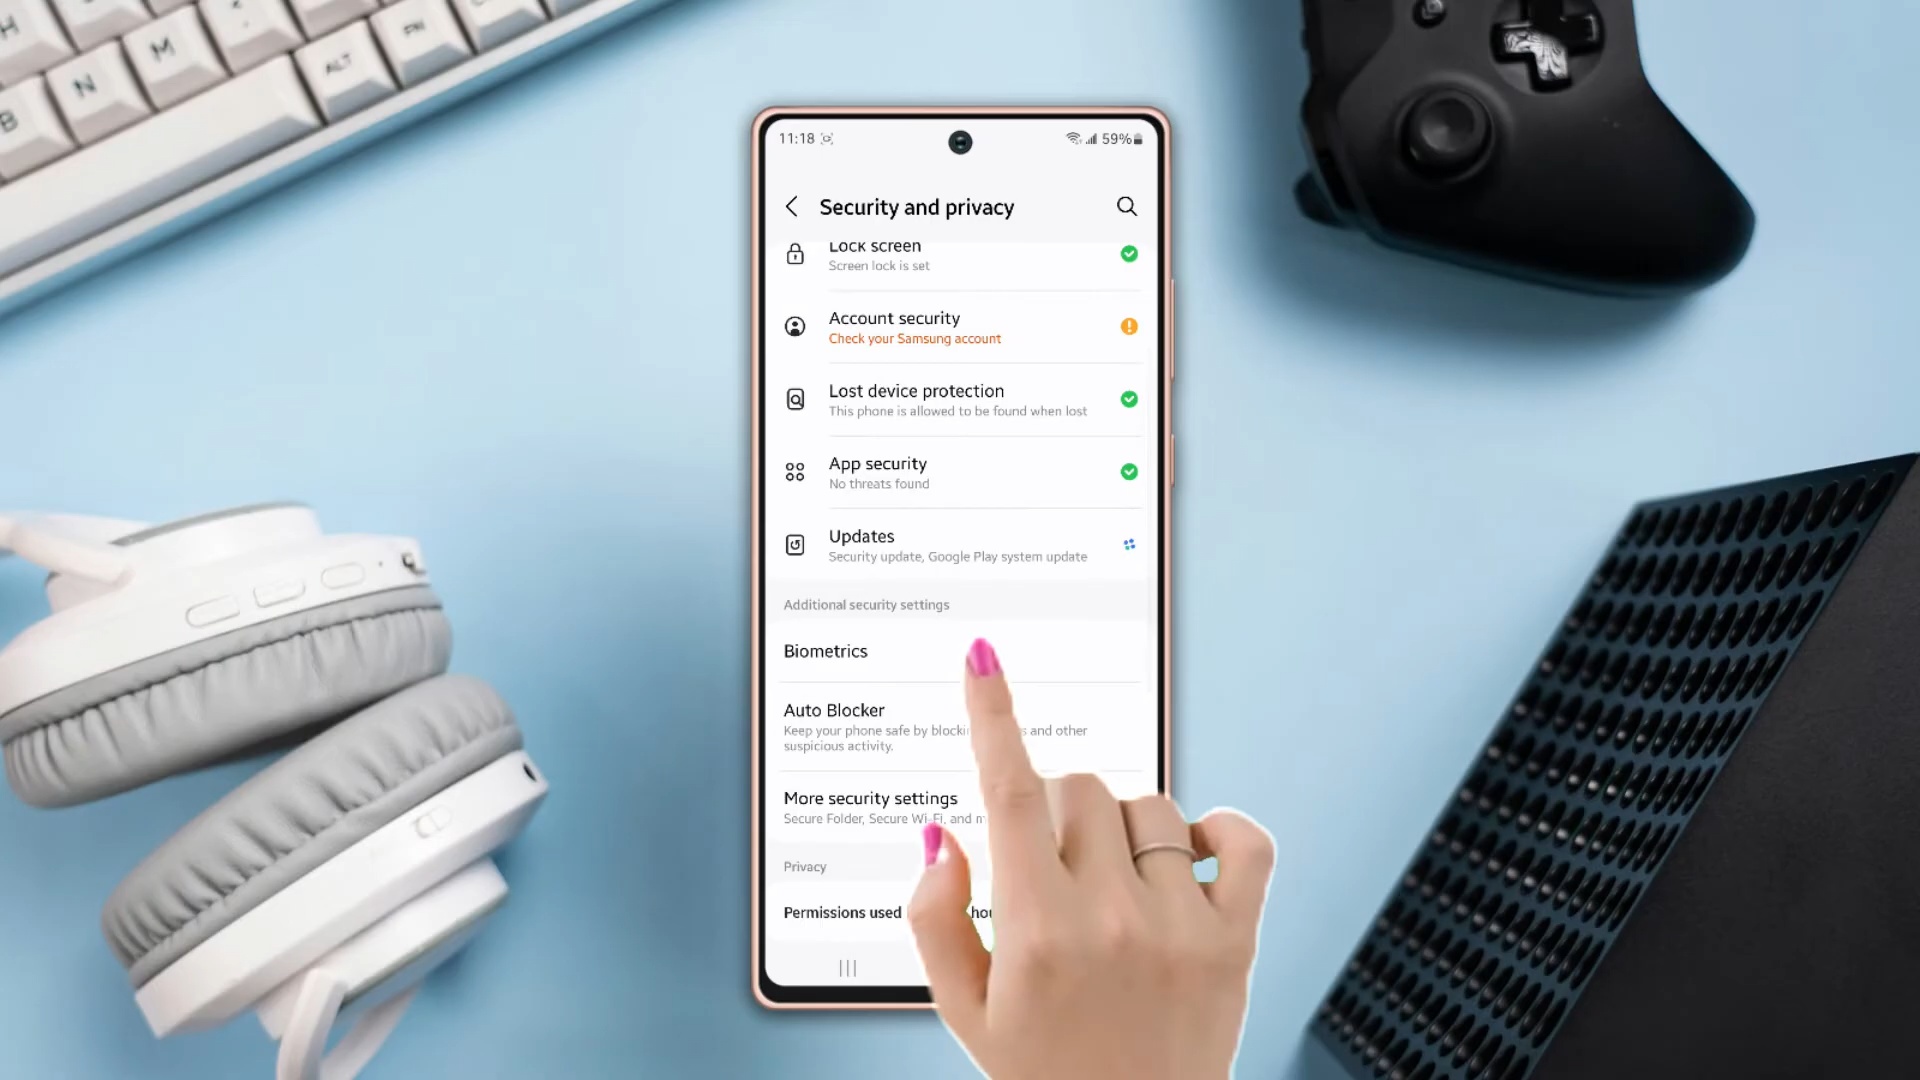 H
M
ALT
FN
N
B
11:18
59%
Security and privacy
Lock screen
Screen lock is set
Account security
Check your Samsung account
Lost device protection
This phone is allowed to be found when lost
App security
No threats found
Updates
Security update, Google Play system update
Additional security settings
Biometrics
Auto Blocker
Keep your phone safe by and other
suspicious activity.
More security settings
Secure Folder, Secure Wi-Fi, and
Privacy
Permissions used